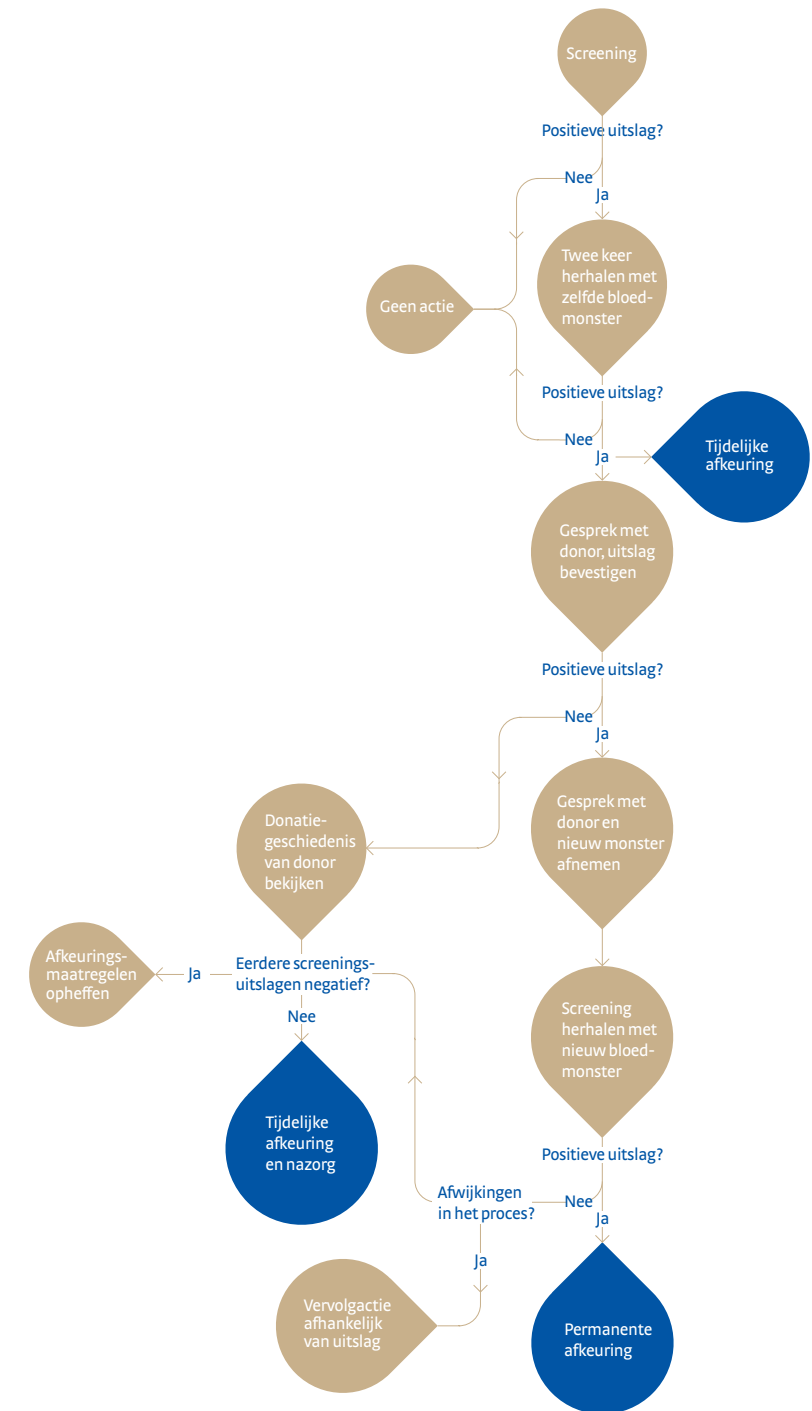 Screening
Positieve uitslag?
Nee
Ja
Twee keer
herhalen met
zelfde bloed-
monster
Geen actie
Positieve uitslag?
Nee
Ja
Tijdelijke
afkeuring
Gesprek met
donor, uitslag
bevestigen
Positieve uitslag?
Nee
Ja
Gesprek met
donor en
nieuw monster
afnemen
Donatie-
geschiedenis
van donor
bekijken
Afkeurings-
maatregelen
opheffen
Ja
Eerdere screenings-
uitslagen negatief?
Nee
Screening
herhalen met
nieuw bloed-
monster
Tijdelijke
afkeuring
en nazorg
Positieve uitslag?
Afwijkingen
in het proces?
Nee
Ja
Ja
Vervolgactie
afhankelijk
van uitslag
Permanente
afkeuring